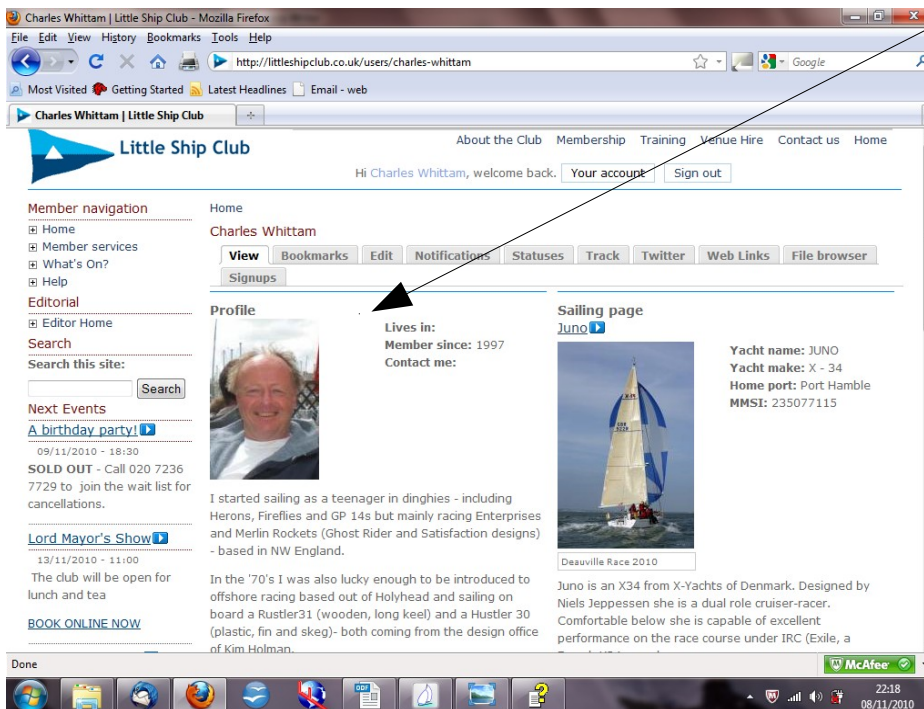 Charles Whittam | Little Ship Club - Mozilla Firefox
File Edit View History Bookmarks Tools Help
http://littleshipclub.co.uk/users/charles-whittam
Google
Most Visited Getting Started Latest Headlines Email - web
Charles Whittam | Little Ship Club
Little Ship Club
About the Club Membership Training Venue Hire Contact us Home
Hi Charles Whittam, welcome back. Your account Sign out
Member navigation
Home
Member services
What's On?
Help
Editorial
Editor Home
Search
Search this site:
Search
Next Events
A birthday party!
09/11/2010 - 18:30
SOLD OUT - Call 020 7236
7729 to join the wait list for
cancellations.
Lord Mayor's Show
13/11/2010 - 11:00
The club will be open for
lunch and tea
BOOK ONLINE NOW
Home
Charles Whittam
View Bookmarks Edit Notifications Statuses Track Twitter Web Links File browser
Signups
Profile
Lives in:
Member since: 1997
Contact me:
I started sailing as a teenager in dinghies - including
Herons, Fireflies and GP 14s but mainly racing Enterprises
and Merlin Rockets (Ghost Rider and Satisfaction designs)
- based in NW England.
In the '70's I was also lucky enough to be introduced to
offshore racing based out of Holyhead and sailing on
board a Rustler31 (wooden, long keel) and a Hustler 30
(plastic, fin and skeg)- both coming from the design office
of Kim Holman.
Sailing page
Juno
Yacht name: JUNO
Yacht make: X - 34
Home port: Port Hamble
MMSI: 235077115
Deauville Race 2010
Juno is an X34 from X-Yachts of Denmark. Designed by
Niels Jeppessen she is a dual role cruiser-racer.
Comfortable below she is capable of excellent
performance on the race course under IRC (Exile, a
Done
McAfee
22:18
08/11/2010